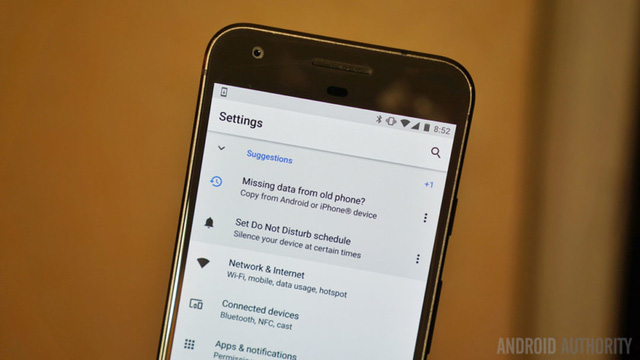 8:52
Settings
Suggestions
+1
Missing data from old phone?
Copy from Android or iPhone® device
Set Do Not Disturb schedule
Silence your device at certain times
Network & Internet
Wi-Fi, mobile, data usage, hotspot
Connected devices
Bluetooth, NFC, cast
Apps & notifications
ANDROID AUTHORITY